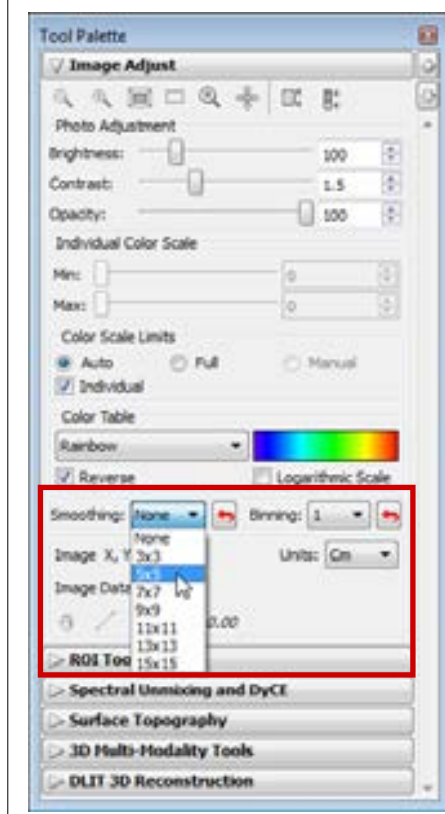 Tool Palette
Image Adjust
Photo Adjustment
Brightness: 100
Contrast: 1.5
Opacity: 100
Individual Color Scale
Min: 0
Max: 0
Color Scale Limits
Auto Full Manual
Individual
Color Table
Rainbow
Reverse Logarithmic Scale
Smoothing: None Binning: 1
None
Image X, Y 3x3 Units: Cm
5x5
Image Data 7x7
9x9
11x11 0.00
13x13
ROI Too 15x15
Spectral Unmixing and DyCE
Surface Topography
3D Multi-Modality Tools
DLIT 3D Reconstruction